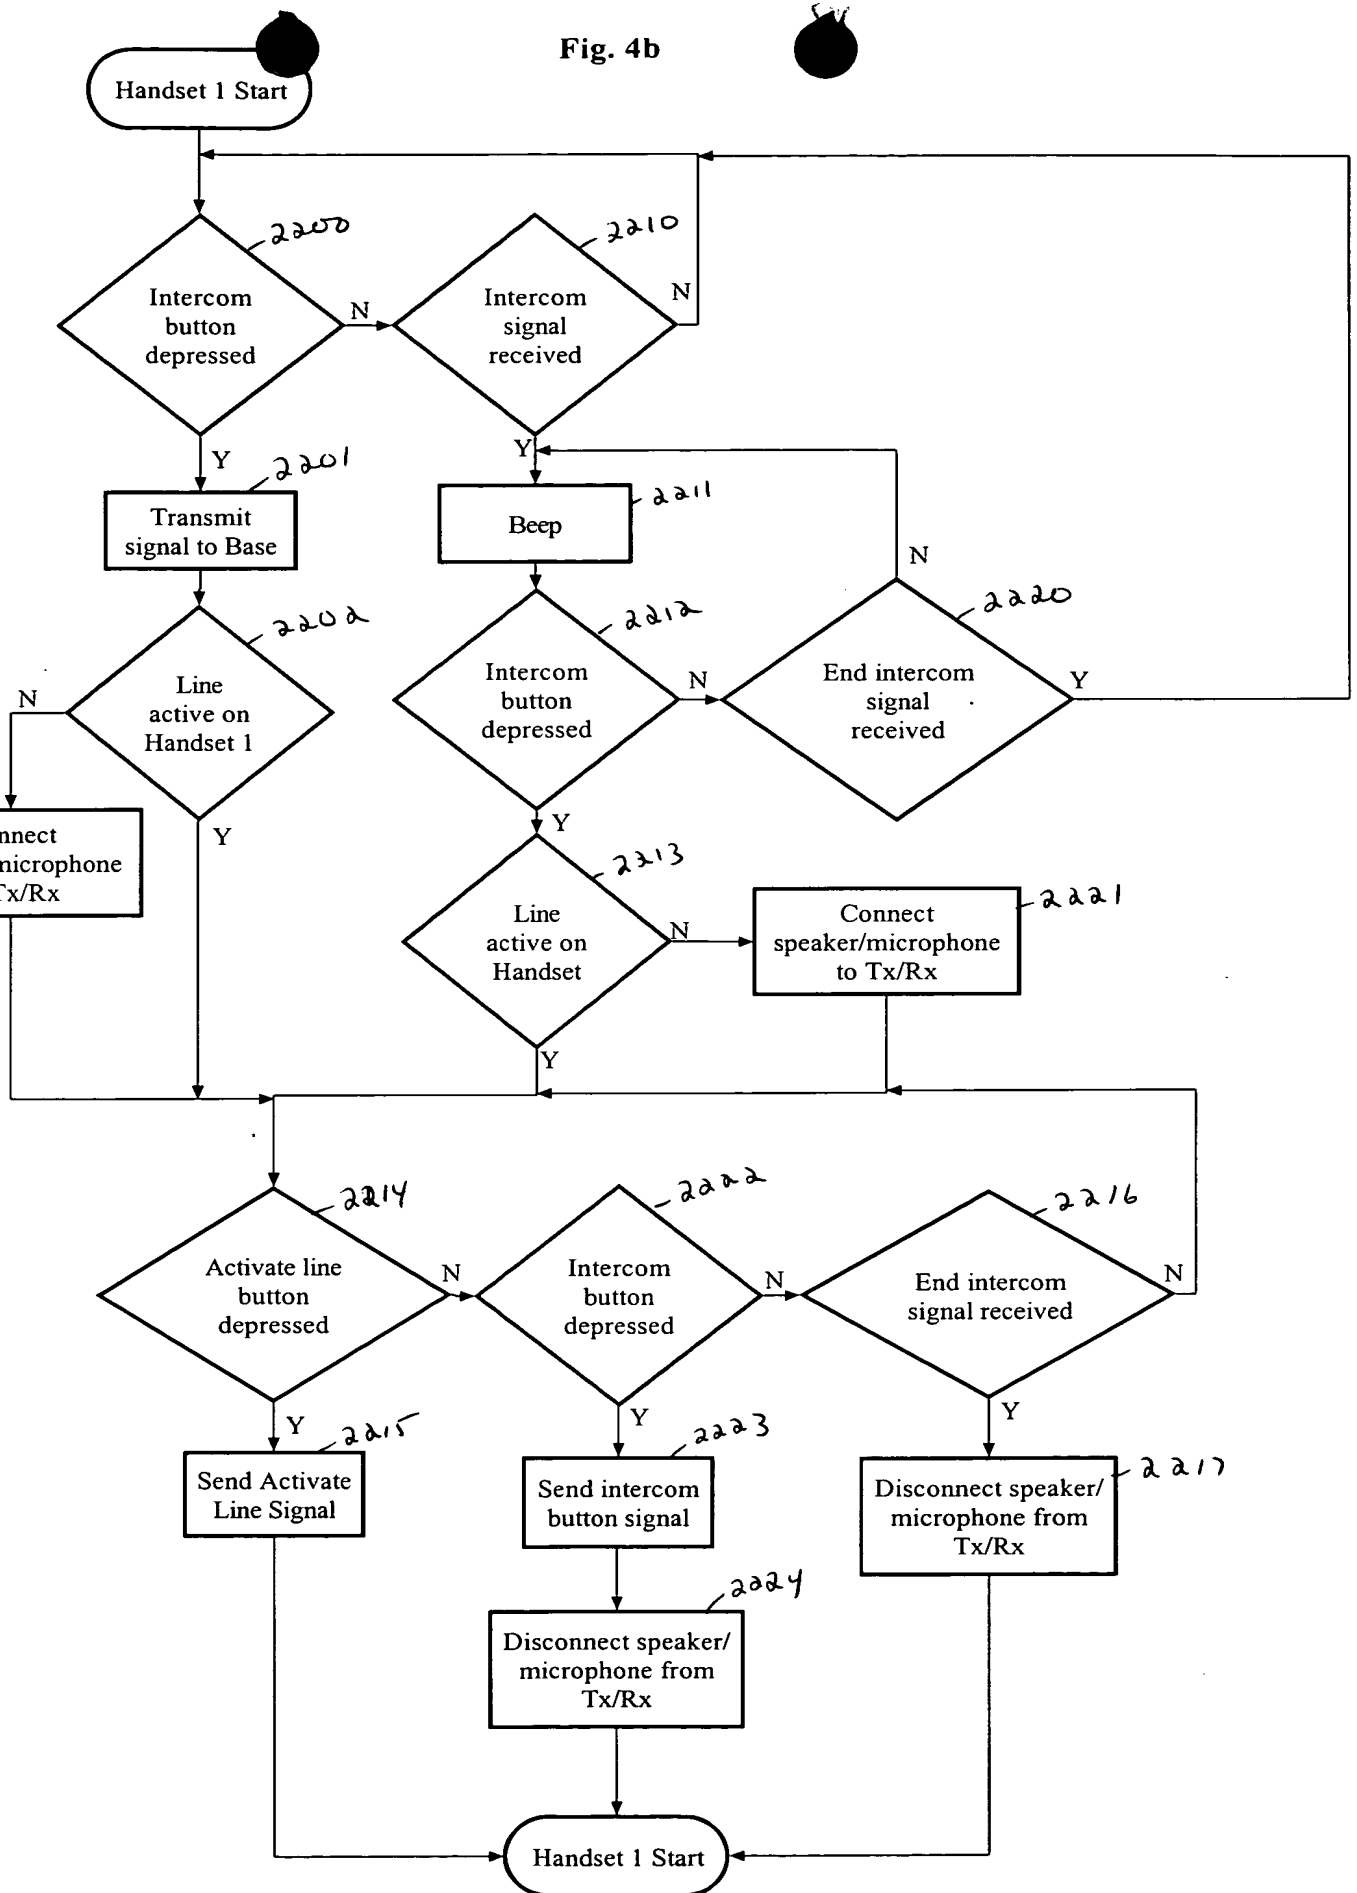 Fig. 4b
Handset 1 Start
2200
2210
Intercom
button
depressed
N
Intercom
signal
received
N
Y
2201
Transmit
signal to Base
Y
Beep
2211
N
2202
Line
active on
Handset 1
N
Y
2212
Intercom
button
depressed
N
2220
End intercom
signal
received
Y
nnect
microphone
Tx/Rx
Y
2213
Line
active on
Handset
N
Connect
speaker/microphone
to Tx/Rx
2221
Y
2214
Activate line
button
depressed
N
2222
Intercom
button
depressed
N
2216
End intercom
signal received
N
Y
2215
Send Activate
Line Signal
Y
2223
Send intercom
button signal
Y
2217
Disconnect speaker/
microphone from
Tx/Rx
2224
Disconnect speaker/
microphone from
Tx/Rx
Handset 1 Start